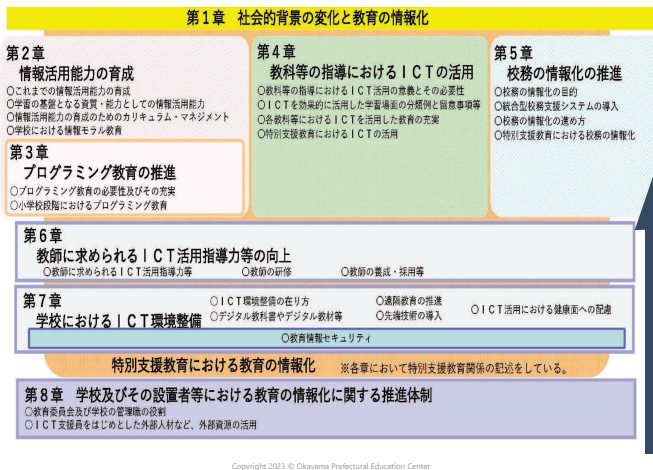 第１章　社会的背景の変化と教育の情報化
第２章
情報活用能力の育成
○これまでの情報活用能力の育成
○学習の基盤となる資質・能力としての情報活用能力
○情報活用能力の育成のためのカリキュラム・マネジメント
○学校における情報モラル教育
第３章
プログラミング教育の推進
○プログラミング教育の必要性及びその充実
○小学校段階におけるプログラミング教育
第４章
教科等の指導におけるＩＣＴの活用
○教科等の指導におけるICT活用の意義とその必要性
○ＩＣＴを効果的に活用した学習場面の分類例と留意事項等
○各教科等におけるＩＣＴを活用した教育の充実
○特別支援教育におけるＩＣＴの活用
第５章
校務の情報化の推進
○校務の情報化の目的
○統合型校務支援システムの導入
○校務の情報化の進め方
○特別支援教育における校務の情報化
第６章
教師に求められるＩＣＴ活用指導力等の向上
○教師に求められるＩＣＴ活用指導力等　○教師の研修　○教師の養成・採用等
第７章
学校におけるＩＣＴ環境整備
○ＩＣＴ環境整備の在り方　○遠隔教育の推進
○デジタル教科書やデジタル教材等　○先端技術の導入
○ICT活用における健康面への配慮
○教育情報セキュリティ
特別支援教育における教育の情報化　※各章において特別支援教育関係の記述をしている。
第８章　学校及びその設置者等における教育の情報化に関する推進体制
○教育委員会及び学校の管理職の役割
○ＩＣＴ支援員をはじめとした外部人材など、外部資源の活用
Copyright 2023 © Okayama Prefectural Education Center